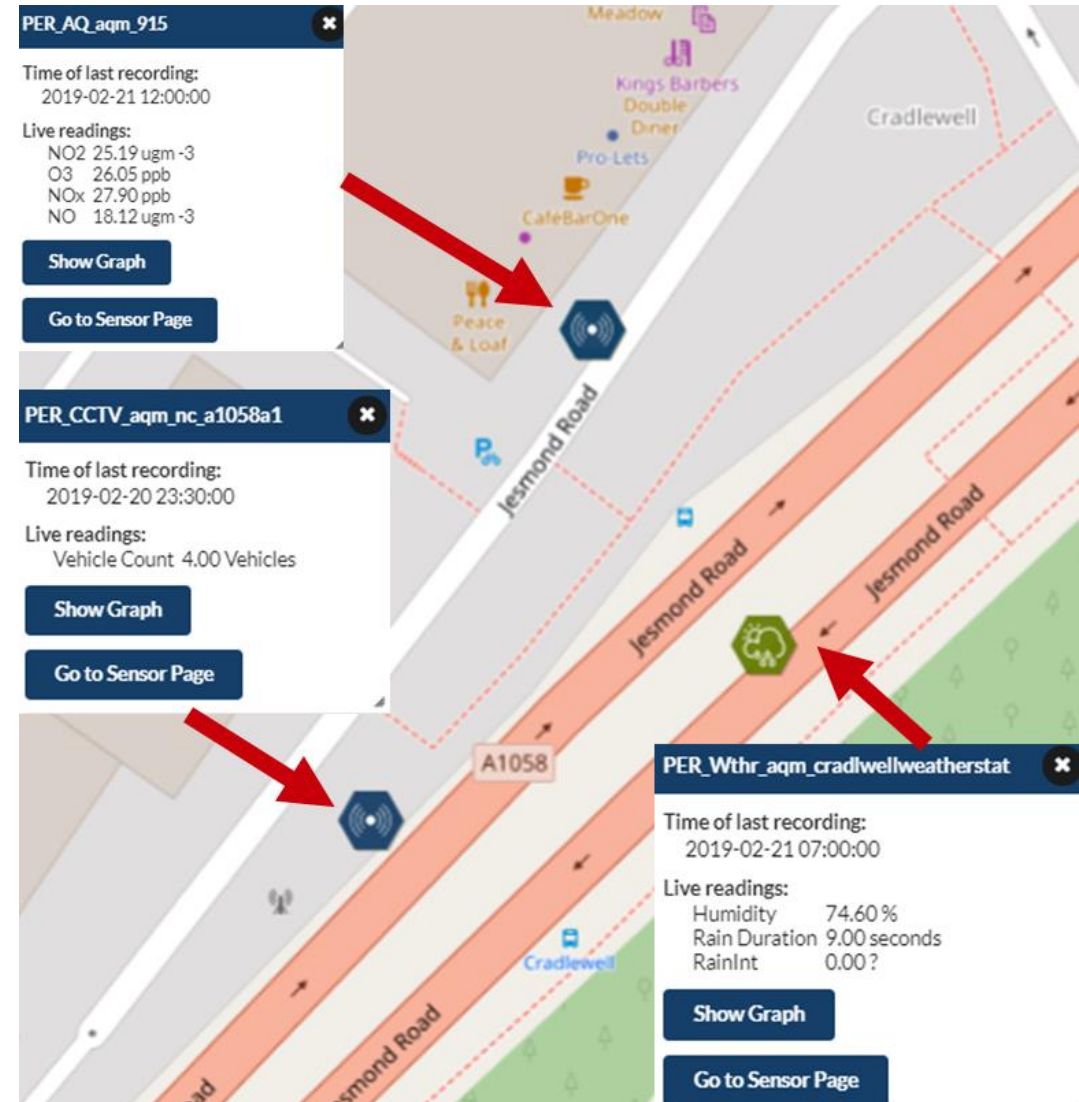 PER_AQ_aqm_915
Time of last recording:
2019-02-21 12:00:00
Live readings:
NO2 25.19 ugm -3
O3 26.05 ppb
NOx 27.90 ppb
NO 18.12 ugm -3
Show Graph
Go to Sensor Page
Meadow
Kings Barbers
Double
Diner
Pro-Lets
CaféBarOne
Peace
& Loaf
Cradlewell
Jesmond Road
PER_CCTV_aqm_nc_a1058a1
Time of last recording:
2019-02-20 23:30:00
Live readings:
Vehicle Count 4.00 Vehicles
Show Graph
Go to Sensor Page
P
Jesmond Road
Jesmond Road
A1058
Cradlewell
PER_Wthr_aqm_cradlwellweatherstat
Time of last recording:
2019-02-21 07:00:00
Live readings:
Humidity 74.60 %
Rain Duration 9.00 seconds
RainInt 0.00 ?
Show Graph
Go to Sensor Page
smond Road
ad